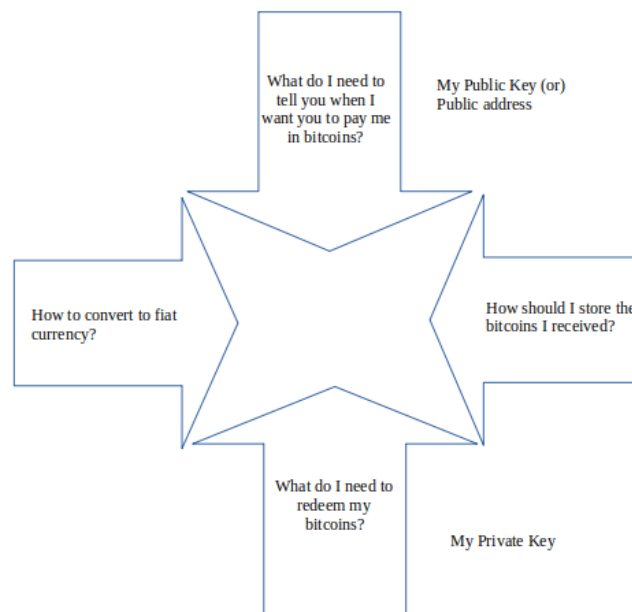 What do I need to
tell you when I
want you to pay me
in bitcoins?
My Public Key (or)
Public address
How to convert to fiat
currency?
How should I store the
bitcoins I received?
What do I need to
redeem my
bitcoins?
My Private Key